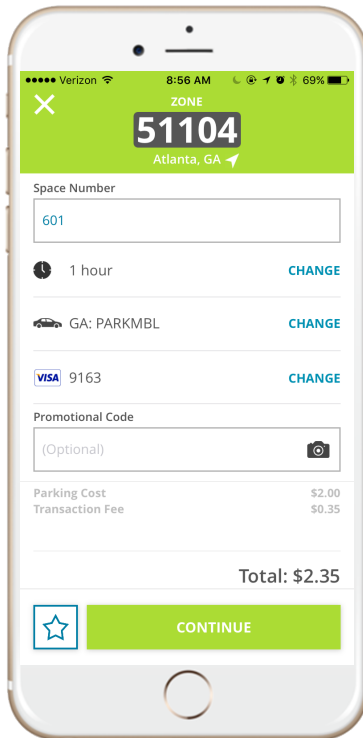 Verizon 8:56 AM 69%
ZONE
51104
Atlanta, GA
Space Number
601
1 hour CHANGE
GA: PARKMBL CHANGE
VISA 9163 CHANGE
Promotional Code
(Optional)
Parking Cost $2.00
Transaction Fee $0.35
Total: $2.35
CONTINUE